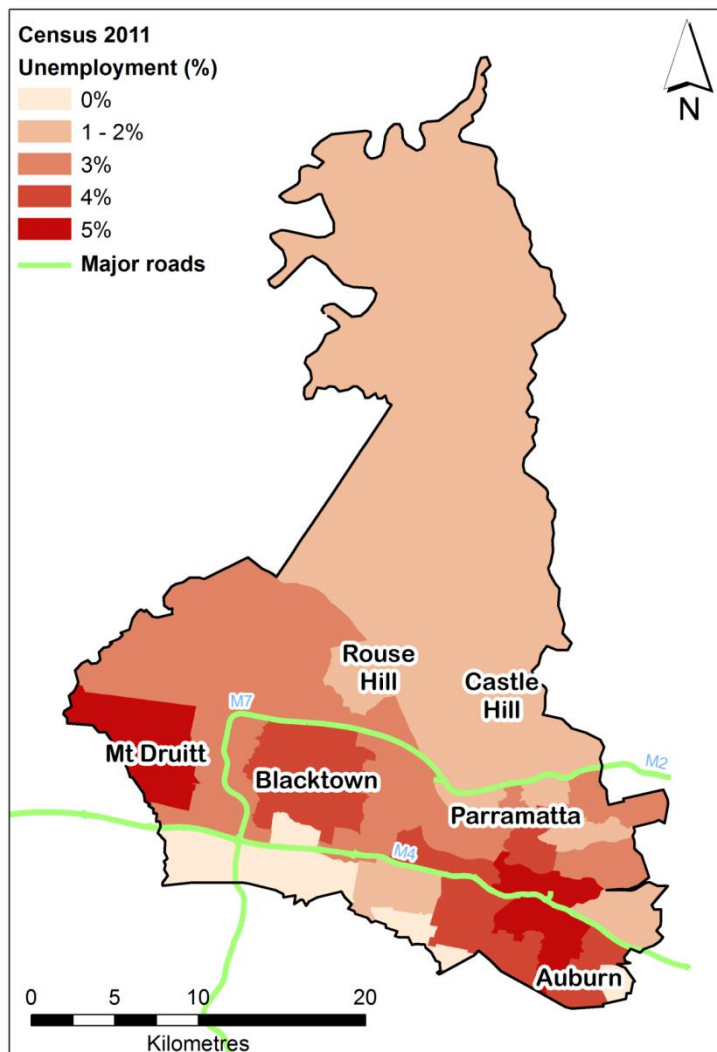 Census 2011
Unemployment (%)
0%
1 - 2%
3%
4%
5%
Major roads
N
Rouse
Hill
Castle
Hill
M7
Mt Druitt
Blacktown
M2
Parramatta
M4
Auburn
0 5 10 20
Kilometres